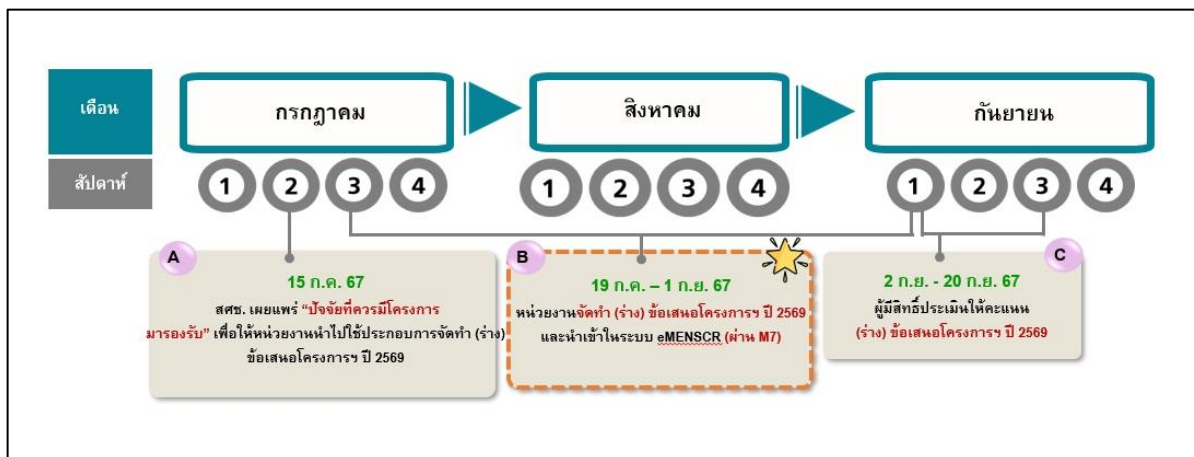 เดือน
กรกฎาคม
สิงหาคม
กันยายน
สัปดาห์
1 2 3 4
1 2 3 4
1 2 3 4
A
15 ก.ค. 67
สศช. เผยแพร่ “ปัจจัยที่ควรมีโครงการ
มารองรับ” เพื่อให้หน่วยงานนำไปใช้ประกอบการจัดทำ (ร่าง)
ข้อเสนอโครงการฯ ปี 2569
B
19 ก.ค. – 1 ก.ย. 67
หน่วยงานจัดทำ (ร่าง) ข้อเสนอโครงการฯ ปี 2569
และนำเข้าในระบบ eMENSCR (ผ่าน M7)
C
2 ก.ย. - 20 ก.ย. 67
ผู้มีสิทธิ์ประเมินให้คะแนน
(ร่าง) ข้อเสนอโครงการฯ ปี 2569